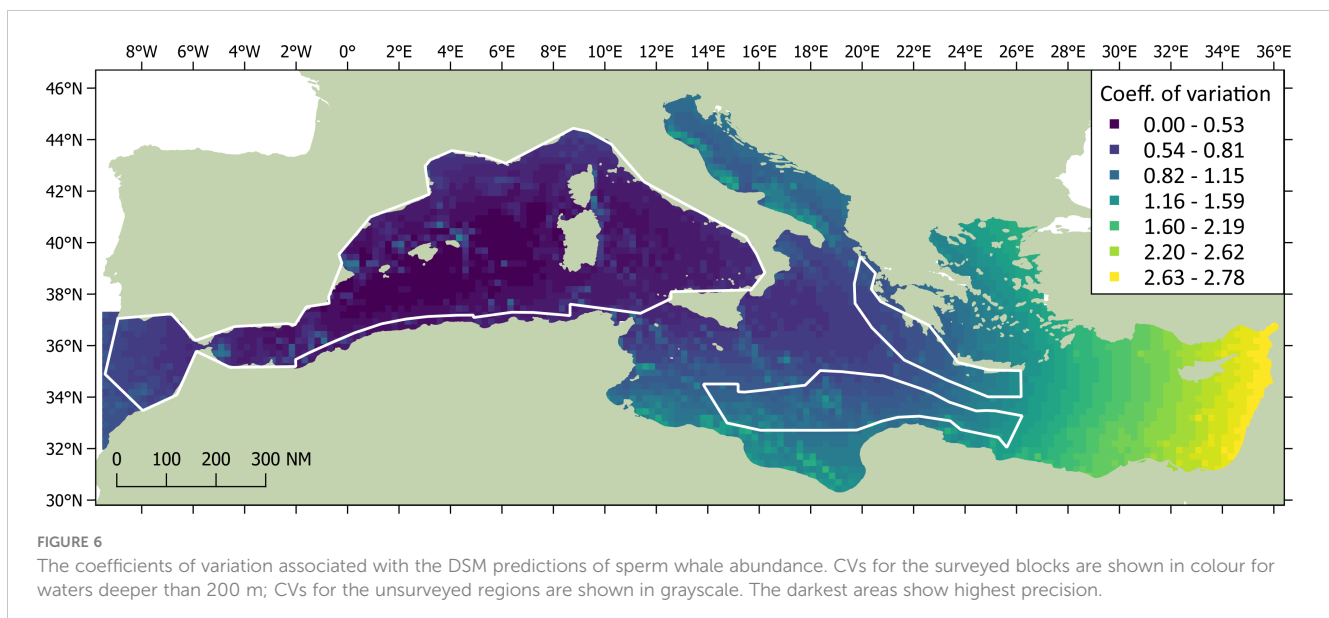 8°W 6°W 4°W 2°W 0° 2°E 4°E 6°E 8°E 10°E 12°E 14°E 16°E 18°E 20°E 22°E 24°E 26°E 28°E 30°E 32°E 34°E 36°E
46°N
44°N
42°N
40°N
38°N
36°N
34°N
32°N
30°N
Coeff. of variation
0.00 - 0.53
0.54 - 0.81
0.82 - 1.15
1.16 - 1.59
1.60 - 2.19
2.20 - 2.62
2.63 - 2.78
0 100 200 300 NM
FIGURE 6
The coefficients of variation associated with the DSM predictions of sperm whale abundance. CVs for the surveyed blocks are shown in colour for
waters deeper than 200 m; CVs for the unsurveyed regions are shown in grayscale. The darkest areas show highest precision.